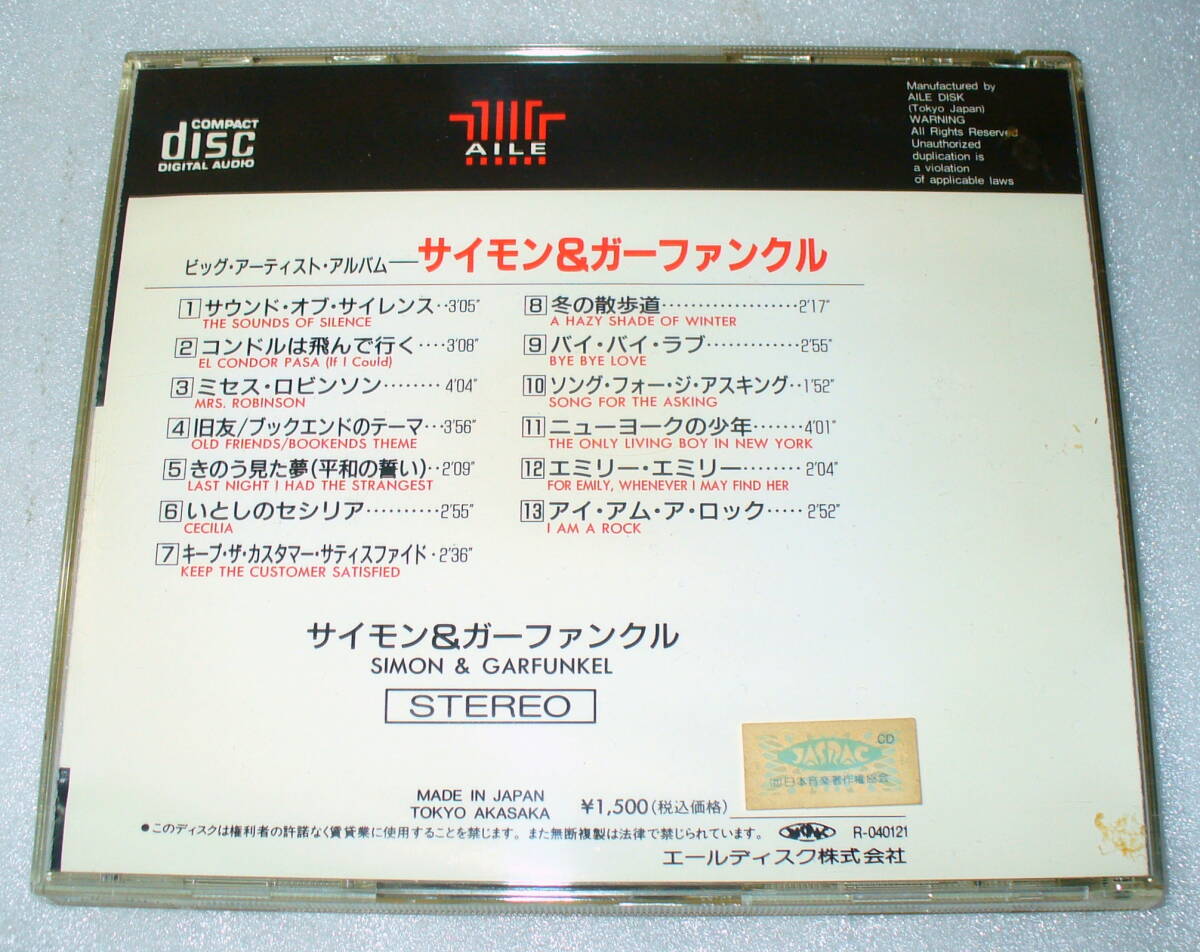 COMPACT
disc
DIGITAL AUDIO
AILE
Manufactured by
AILE DISK
(Tokyo Japan)
WARNING
All Rights Reserved
Unauthorized
duplication is
a violation
of applicable laws
ビッグ・アーティスト・アルバム──サイモン&ガーファンクル
1 サウンド・オブ・サイレンス‥3'05"
THE SOUNDS OF SILENCE
2 コンドルは飛んで行く‥‥3'08"
EL CONDOR PASA (If I Could)
3 ミセス・ロビンソン‥‥‥‥4'04"
MRS. ROBINSON
4 旧友/ブックエンドのテーマ‥3'56"
OLD FRIENDS/BOOKENDS THEME
5 きのう見た夢(平和の誓い)‥2'09"
LAST NIGHT I HAD THE STRANGEST
6 いとしのセシリア‥‥‥‥‥2'55"
CECILIA
7 キープ・ザ・カスタマー・サティスファイド・2'36"
KEEP THE CUSTOMER SATISFIED
8 冬の散歩道‥‥‥‥‥‥‥‥‥2'17"
A HAZY SHADE OF WINTER
9 バイ・バイ・ラブ‥‥‥‥‥‥2'55"
BYE BYE LOVE
10 ソング・フォー・ジ・アスキング‥1'52"
SONG FOR THE ASKING
11 ニューヨークの少年‥‥‥4'01"
THE ONLY LIVING BOY IN NEW YORK
12 エミリー・エミリー‥‥‥‥2'04"
FOR EMILY, WHENEVER I MAY FIND HER
13 アイ・アム・ア・ロック‥‥・2'52"
I AM A ROCK
サイモン&ガーファンクル
SIMON & GARFUNKEL
STEREO
JASRAC CD
㈳日本音楽著作権協会
MADE IN JAPAN
TOKYO AKASAKA
¥1,500(税込価格)
●このディスクは権利者の許諾なく賃貸業に使用することを禁じます。また無断複製は法律で禁じられています。
R-040121
エールディスク株式会社